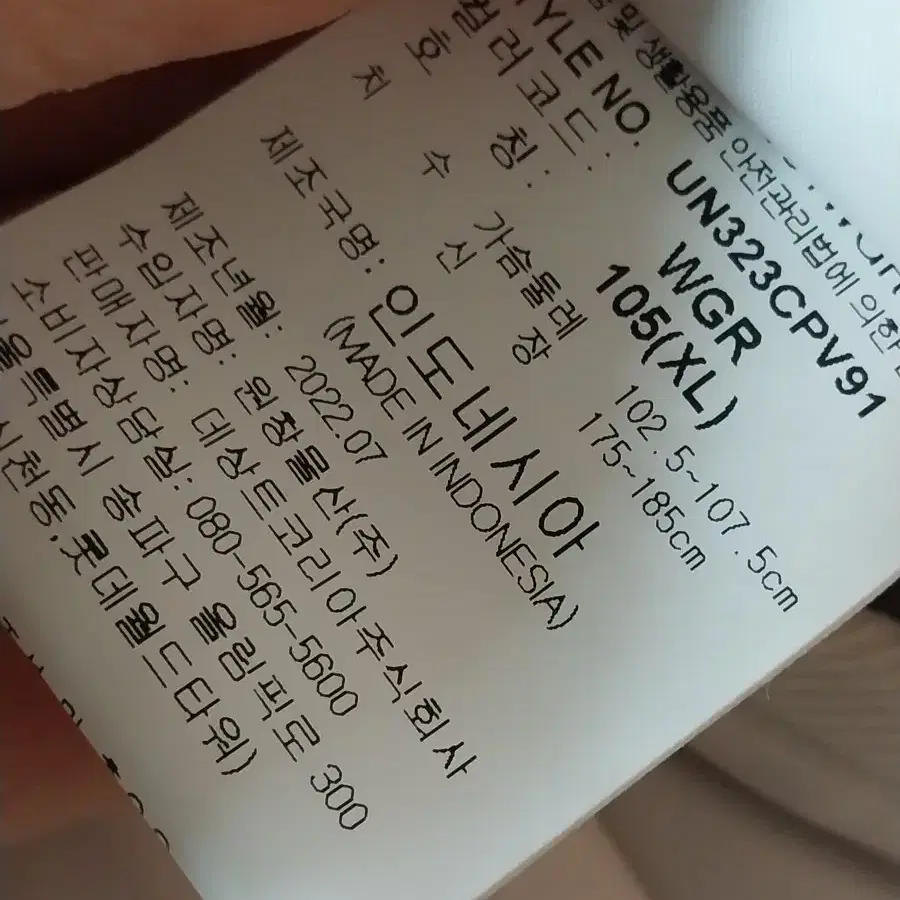 및 생활용품 안전관리법에 의한
YLE NO. UN323CPV91
컬러코드: WGR
호 칭: 105(XL)
치 수 가슴둘레 102.5~107.5cm
신 장 175~185cm
제조국명: 인도네시아
(MADE IN INDONESIA)
제조년월: 2022.07
수입자명: 원창물산(주)
판매자명: 데상트코리아주식회사
소비자상담실: 080-565-5600
울특별시 송파구 올림픽로 300
천동,롯데월드타워)